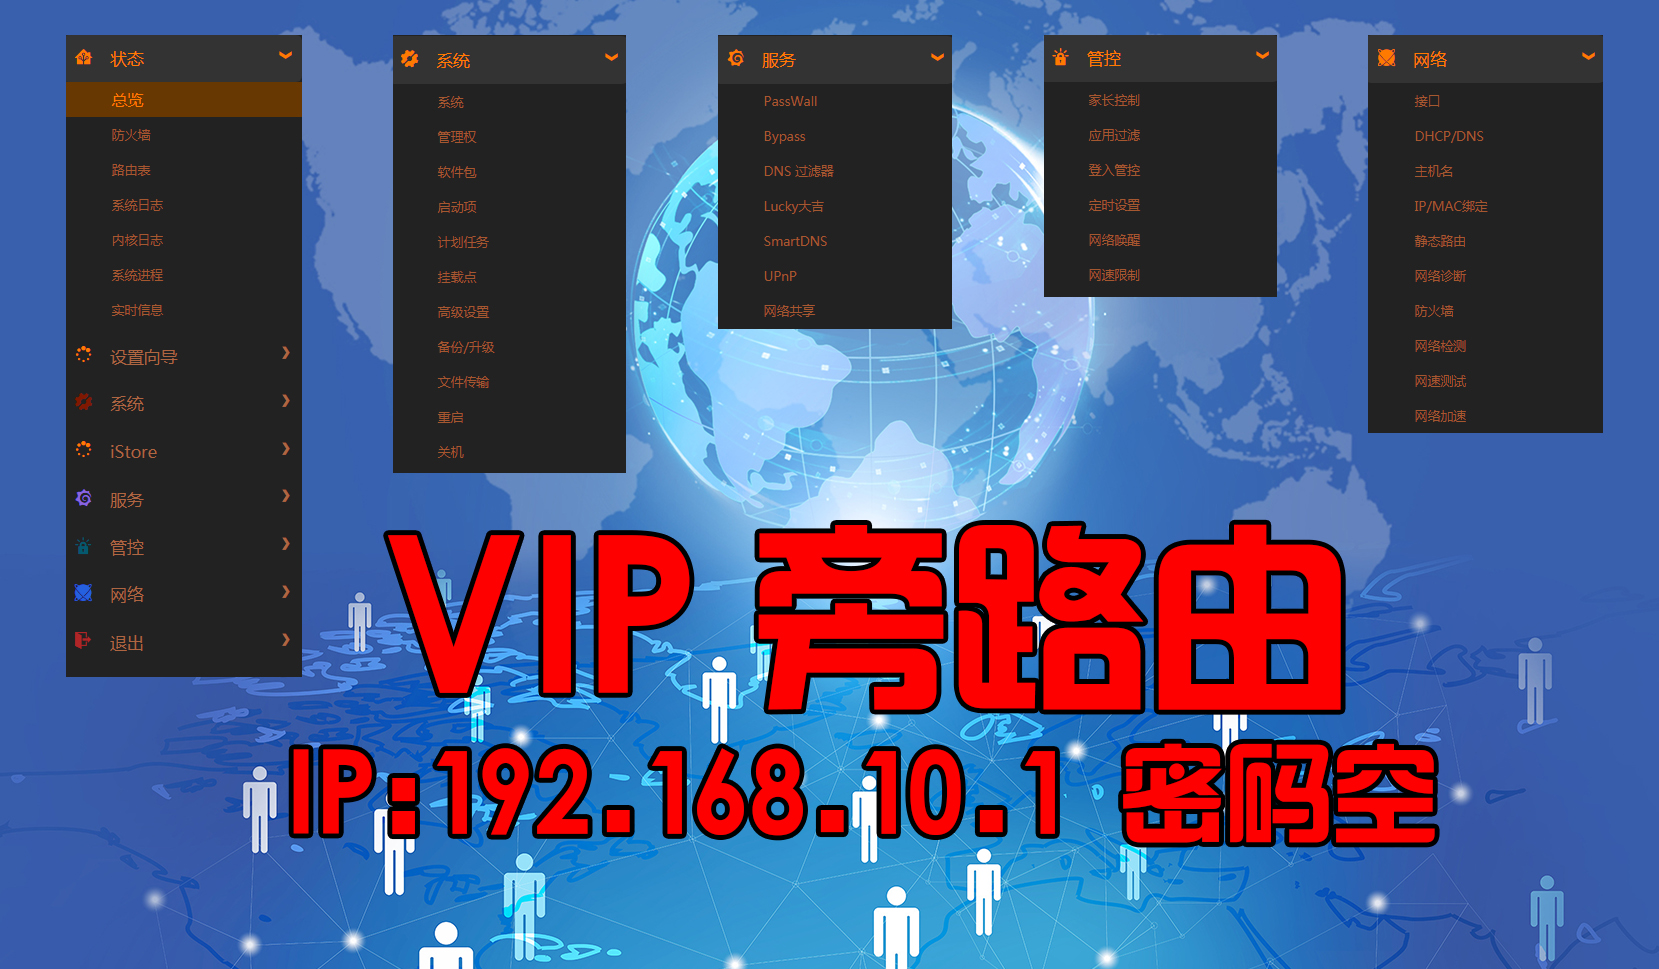 状态
总览
防火墙
路由表
系统日志
内核日志
系统进程
实时信息
设置向导
系统
iStore
服务
管控
网络
退出
系统
系统
管理权
软件包
启动项
计划任务
挂载点
高级设置
备份/升级
文件传输
重启
关机
服务
PassWall
Bypass
DNS 过滤器
Lucky大吉
SmartDNS
UPnP
网络共享
管控
家长控制
应用过滤
登入管控
定时设置
网络唤醒
网速限制
网络
接口
DHCP/DNS
主机名
IP/MAC绑定
静态路由
网络诊断
防火墙
网络检测
网速测试
网络加速
VIP 旁路由
IP:192.168.10.1 密码空